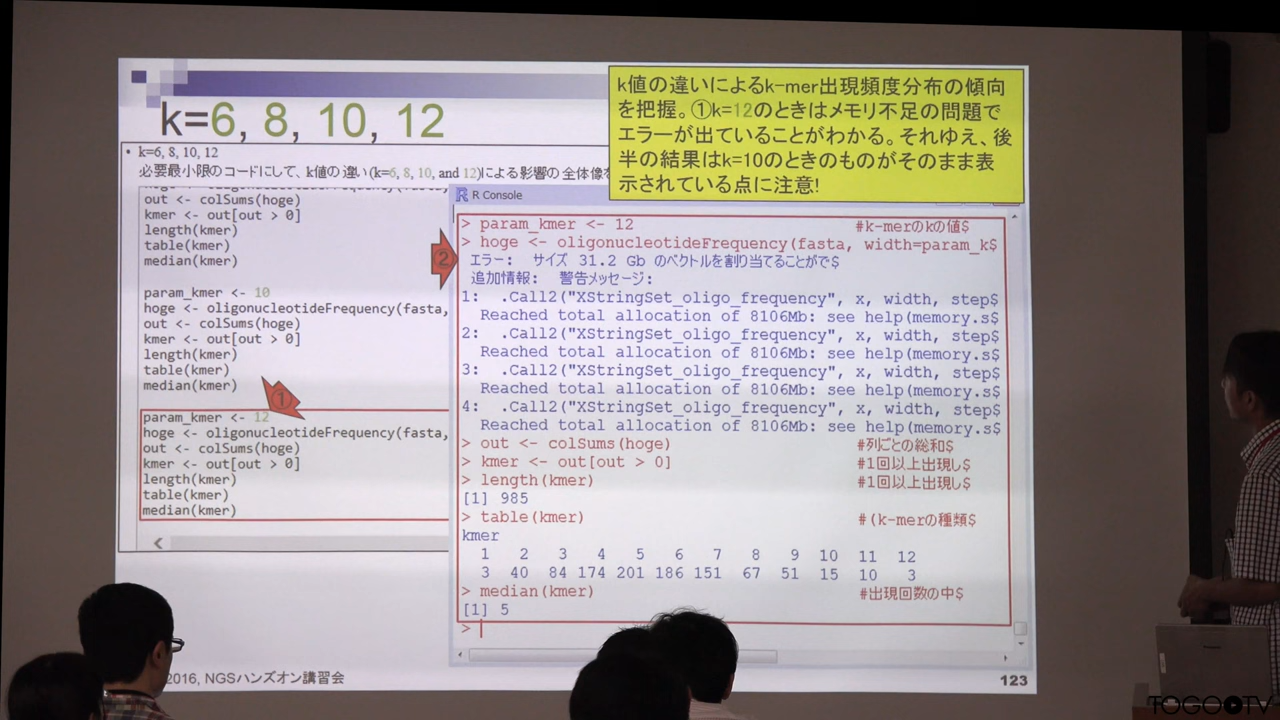 k=6, 8, 10, 12
k値の違いによるk-mer出現頻度分布の傾向
を把握。①k=12のときはメモリ不足の問題で
エラーが出ていることがわかる。それゆえ、後
半の結果はk=10のときのものがそのまま表
示されている点に注意!
• k=6, 8, 10, 12
必要最小限のコードにして、k値の違い(k=6, 8, 10, and 12)による影響の全体像を
out <- colSums(hoge)
kmer <- out[out > 0]
length(kmer)
table(kmer)
median(kmer)
param_kmer <- 10
hoge <- oligonucleotideFrequency(fasta,
out <- colSums(hoge)
kmer <- out[out > 0]
length(kmer)
table(kmer)
median(kmer)
①
param_kmer <- 12
hoge <- oligonucleotideFrequency(fasta,
out <- colSums(hoge)
kmer <- out[out > 0]
length(kmer)
table(kmer)
median(kmer)
R Console
②
> param_kmer <- 12 #k-merのkの値$
> hoge <- oligonucleotideFrequency(fasta, width=param_k$
エラー: サイズ 31.2 Gb のベクトルを割り当てることがで$
追加情報: 警告メッセージ:
1: .Call2("XStringSet_oligo_frequency", x, width, step$
Reached total allocation of 8106Mb: see help(memory.s$
2: .Call2("XStringSet_oligo_frequency", x, width, step$
Reached total allocation of 8106Mb: see help(memory.s$
3: .Call2("XStringSet_oligo_frequency", x, width, step$
Reached total allocation of 8106Mb: see help(memory.s$
4: .Call2("XStringSet_oligo_frequency", x, width, step$
Reached total allocation of 8106Mb: see help(memory.s$
> out <- colSums(hoge) #列ごとの総和$
> kmer <- out[out > 0] #1回以上出現し$
> length(kmer) #1回以上出現し$
[1] 985
> table(kmer) #(k-merの種類$
kmer
1 2 3 4 5 6 7 8 9 10 11 12
3 40 84 174 201 186 151 67 51 15 10 3
> median(kmer) #出現回数の中$
[1] 5
>
2016, NGSハンズオン講習会
123
TOGOTV